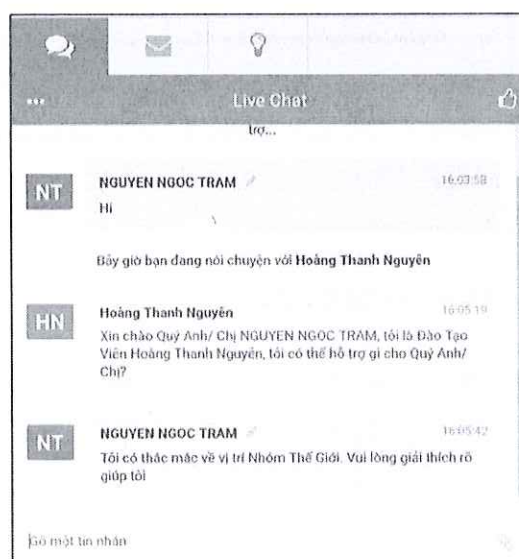 Live Chat
trợ...
NT
NGUYEN NGOC TRAM
16:03:58
Hi
Bây giờ bạn đang nói chuyện với Hoàng Thanh Nguyên
HN
Hoàng Thanh Nguyên
16:05:19
Xin chào Quý Anh/ Chị NGUYEN NGOC TRAM, tôi là Đào Tạo
Viên Hoàng Thanh Nguyên, tôi có thể hỗ trợ gì cho Quý Anh/
Chị?
NT
NGUYEN NGOC TRAM
16:05:42
Tôi có thắc mắc về vị trí Nhóm Thế Giới. Vui lòng giải thích rõ
giúp tôi
Gõ một tin nhắn